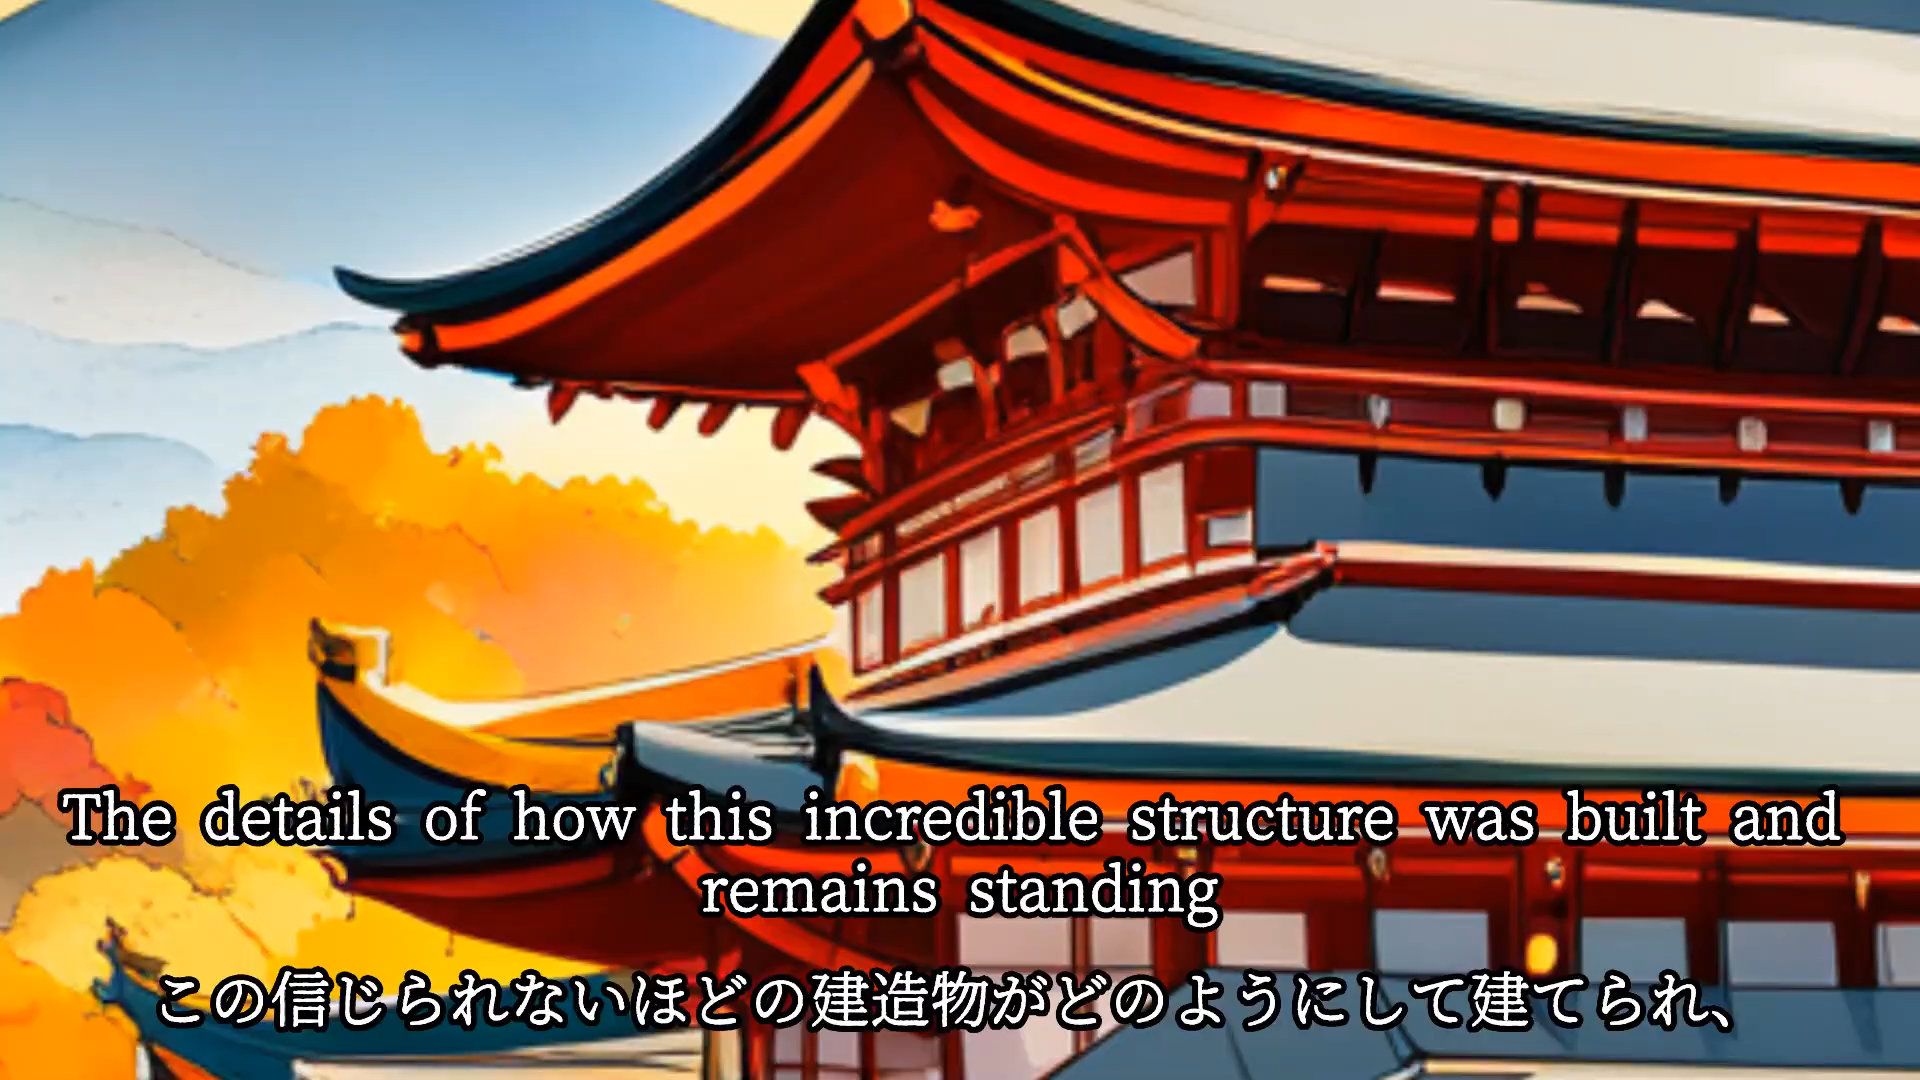 The details of how this incredible structure was built and
remains standing
この信じられないほどの建造物がどのようにして建てられ、